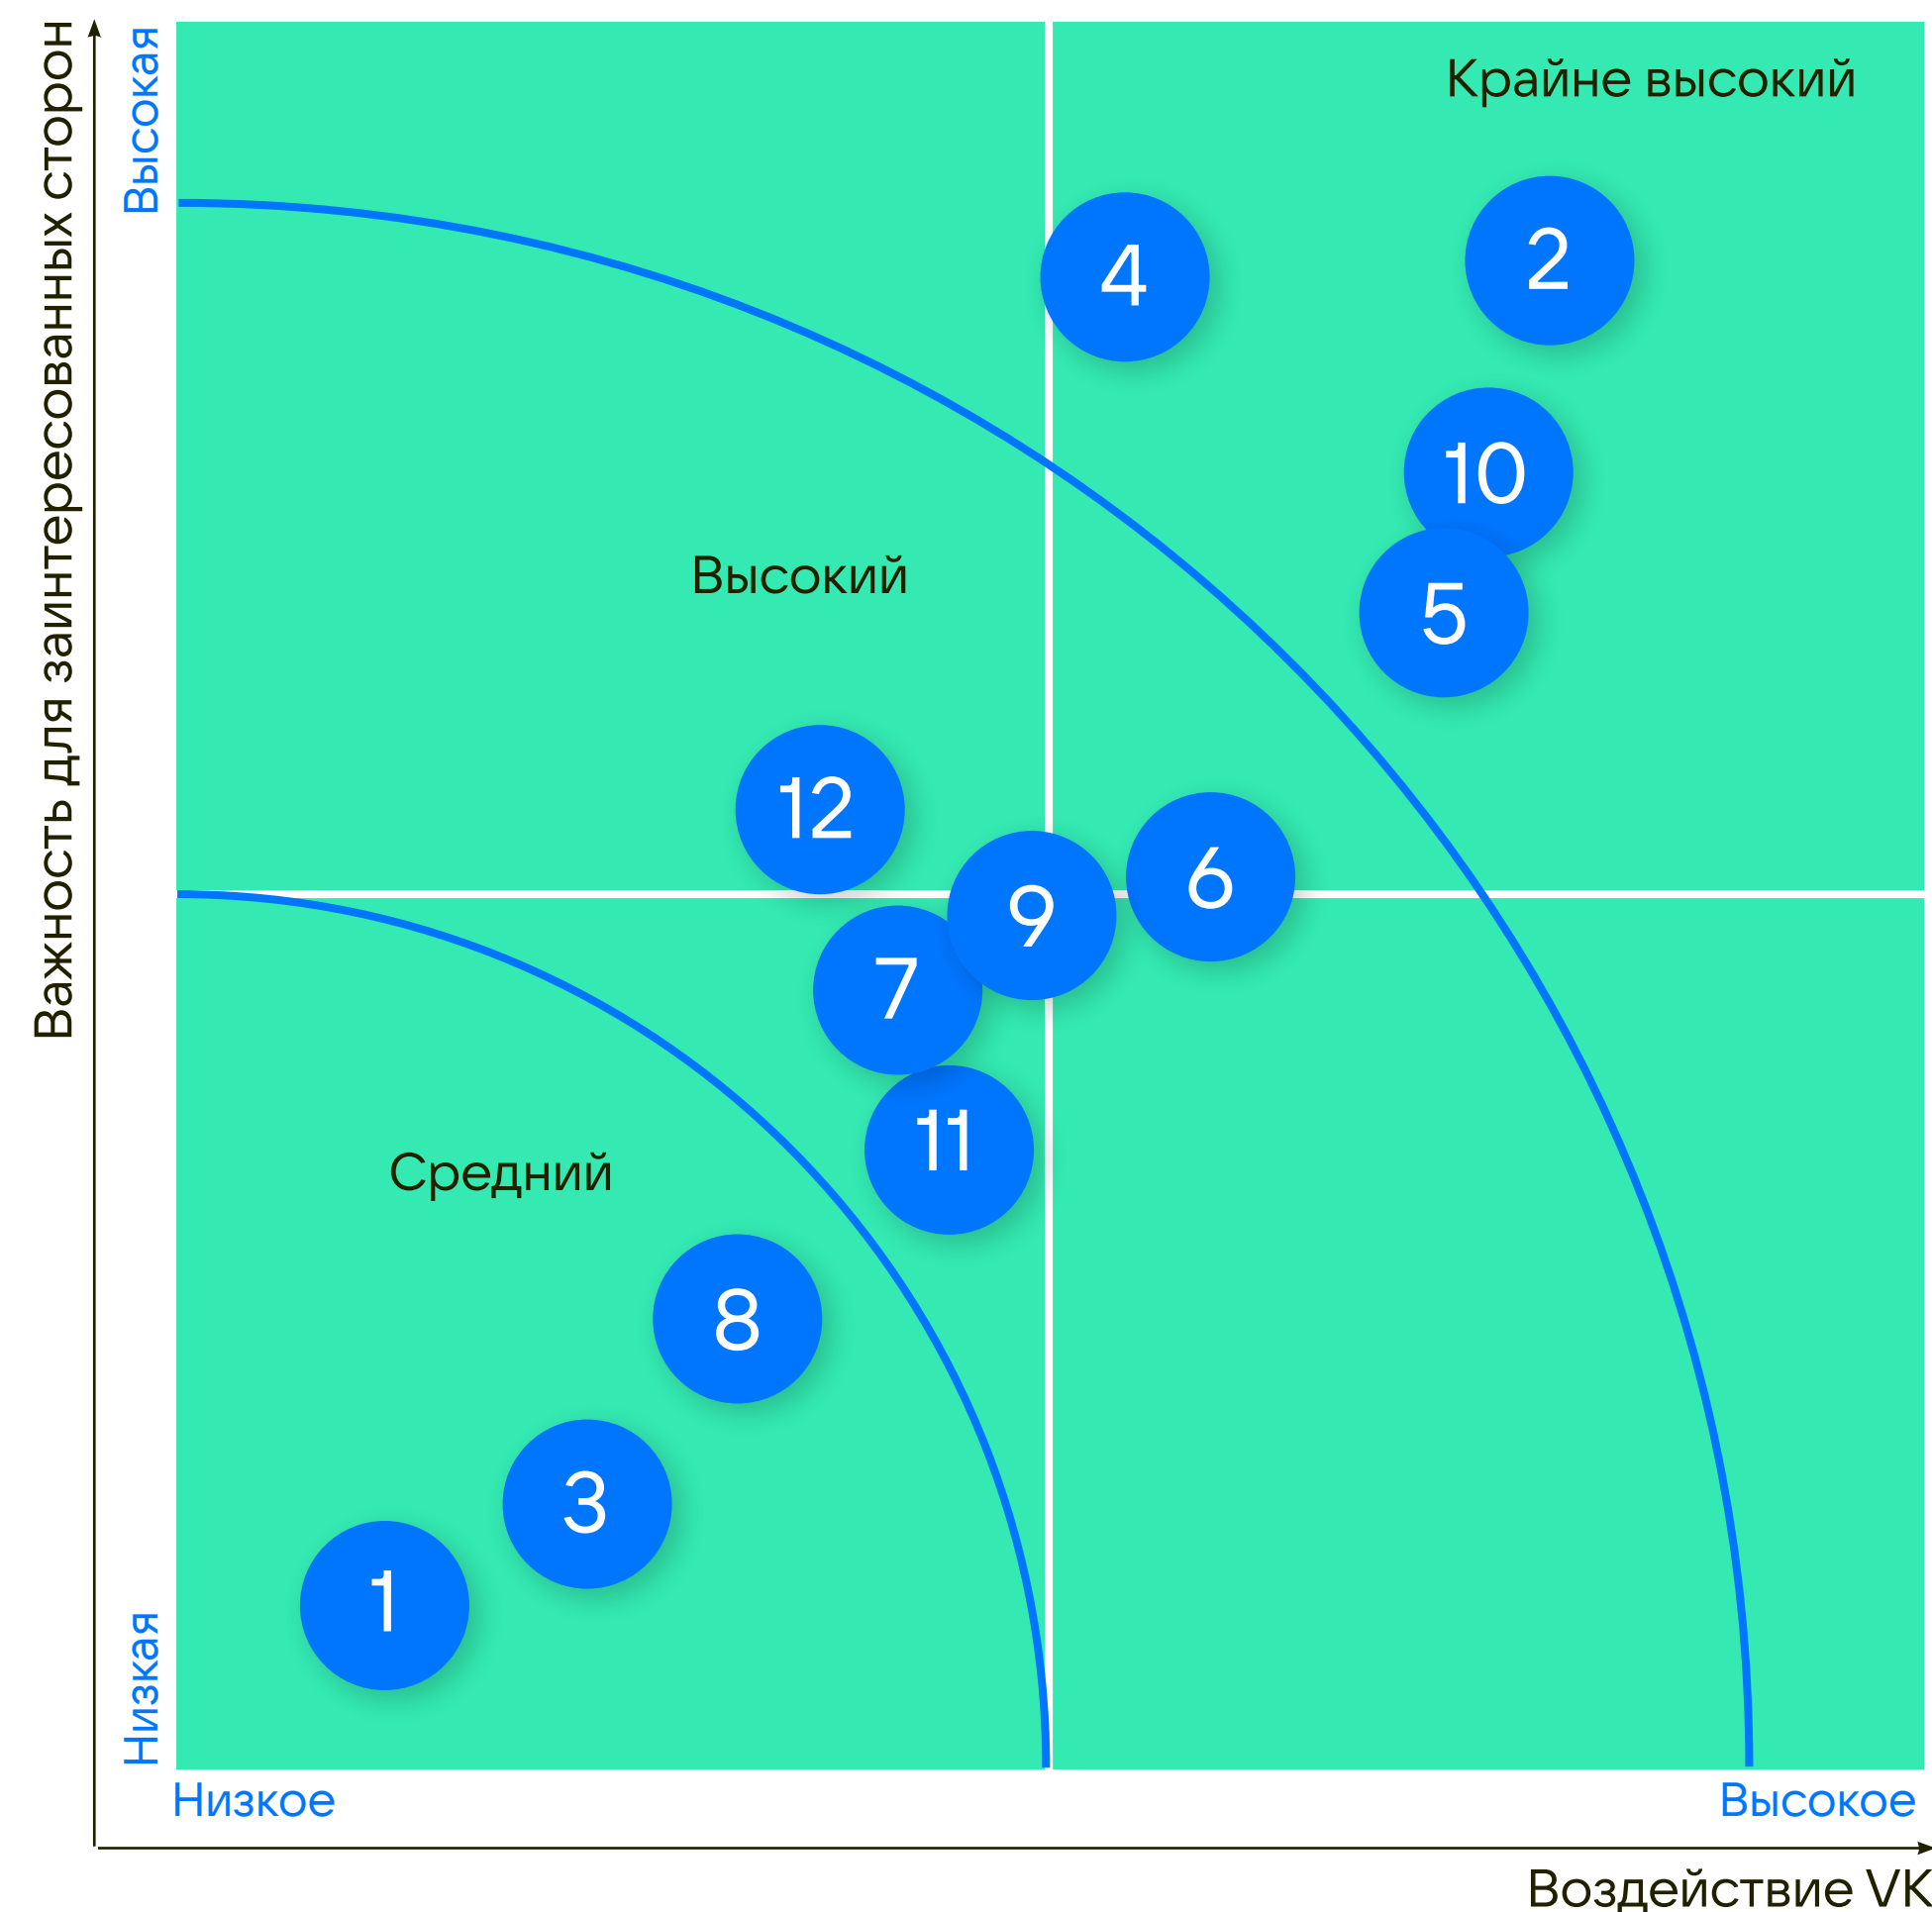 Важность для заинтересованных сторон
Высокая
Крайне высокий
4
2
10
Высокий
5
12
6
9
7
11
Средний
8
3
1
Низкая
Низкое
Высокое
Воздействие VK